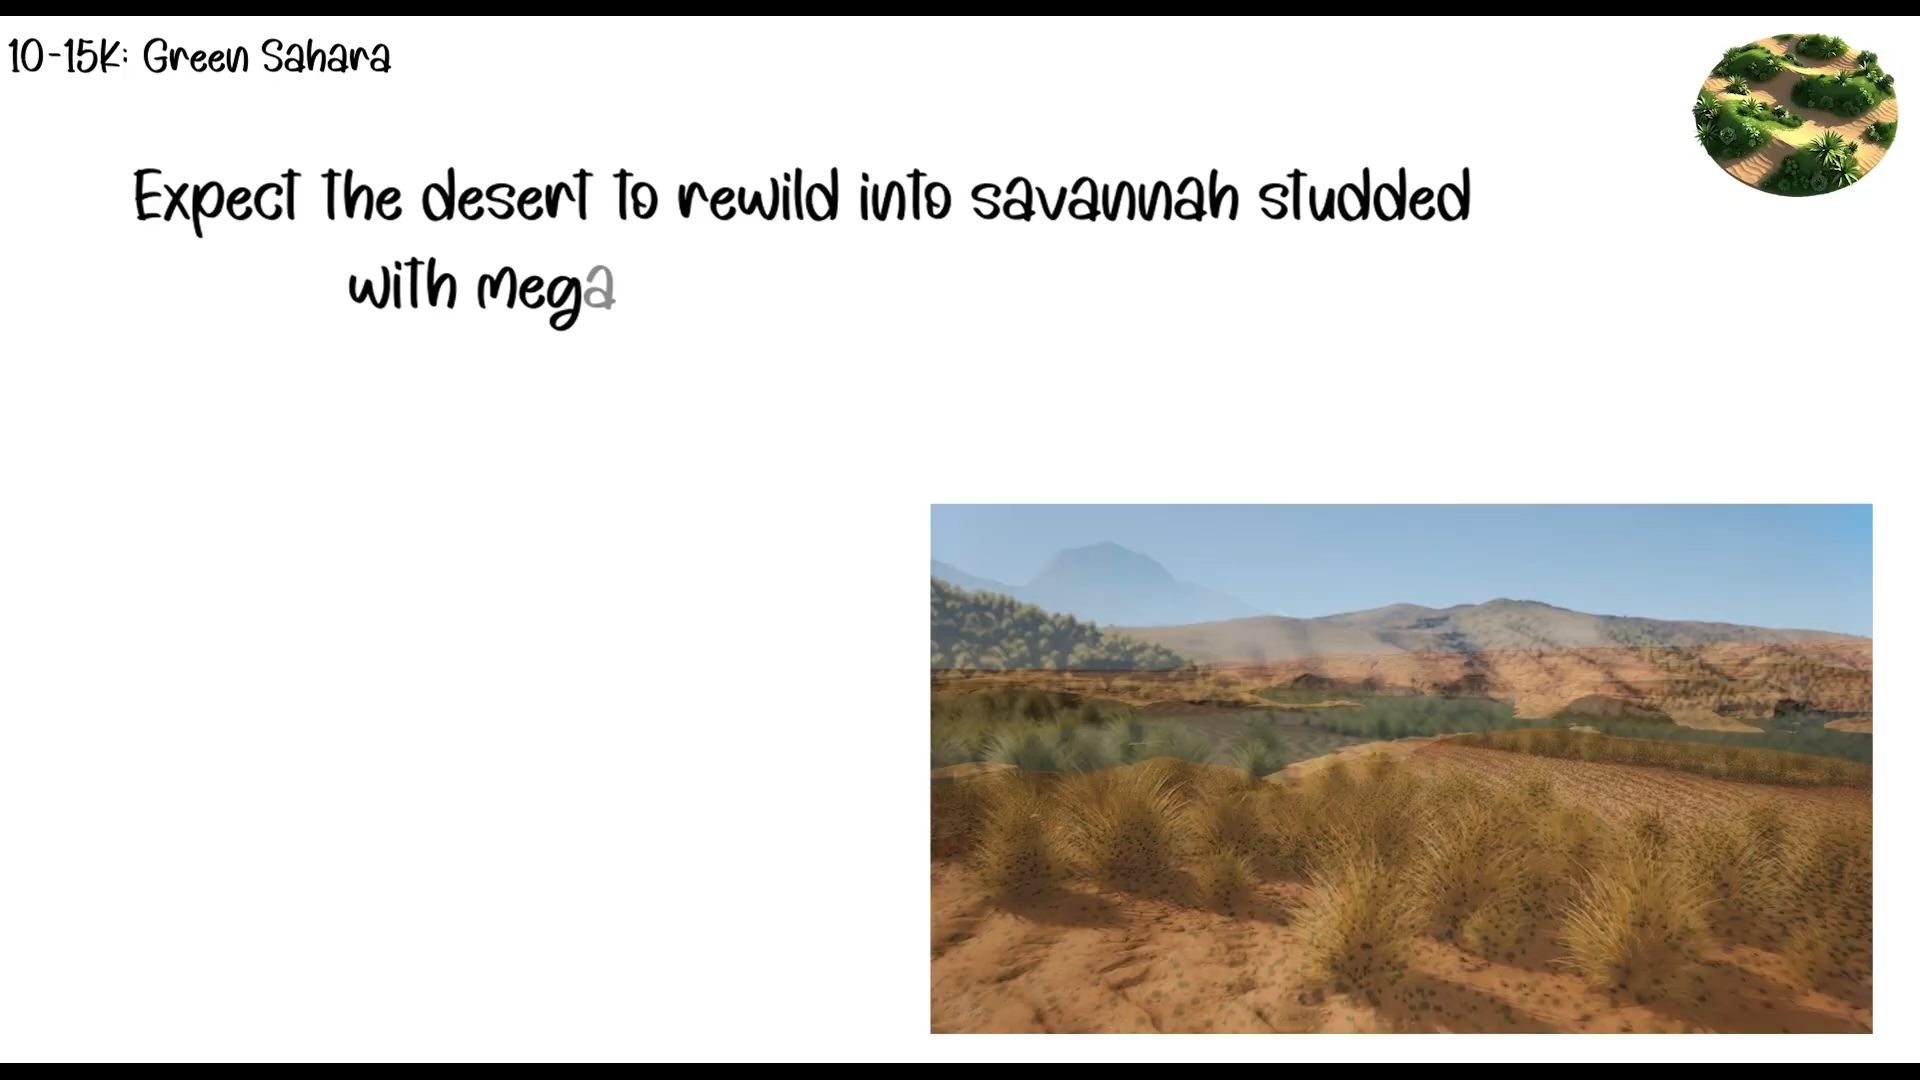 10-15K: Green Sahara
Expect the desert to rewild into savannah studded
with mega